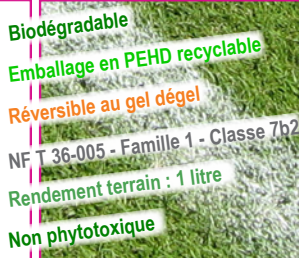 Biodégradable
Emballage en PEHD recyclable
Réversible au gel dégel
NF T 36-005 - Famille 1 - Classe 7b2
Rendement terrain : 1 litre
Non phytotoxique